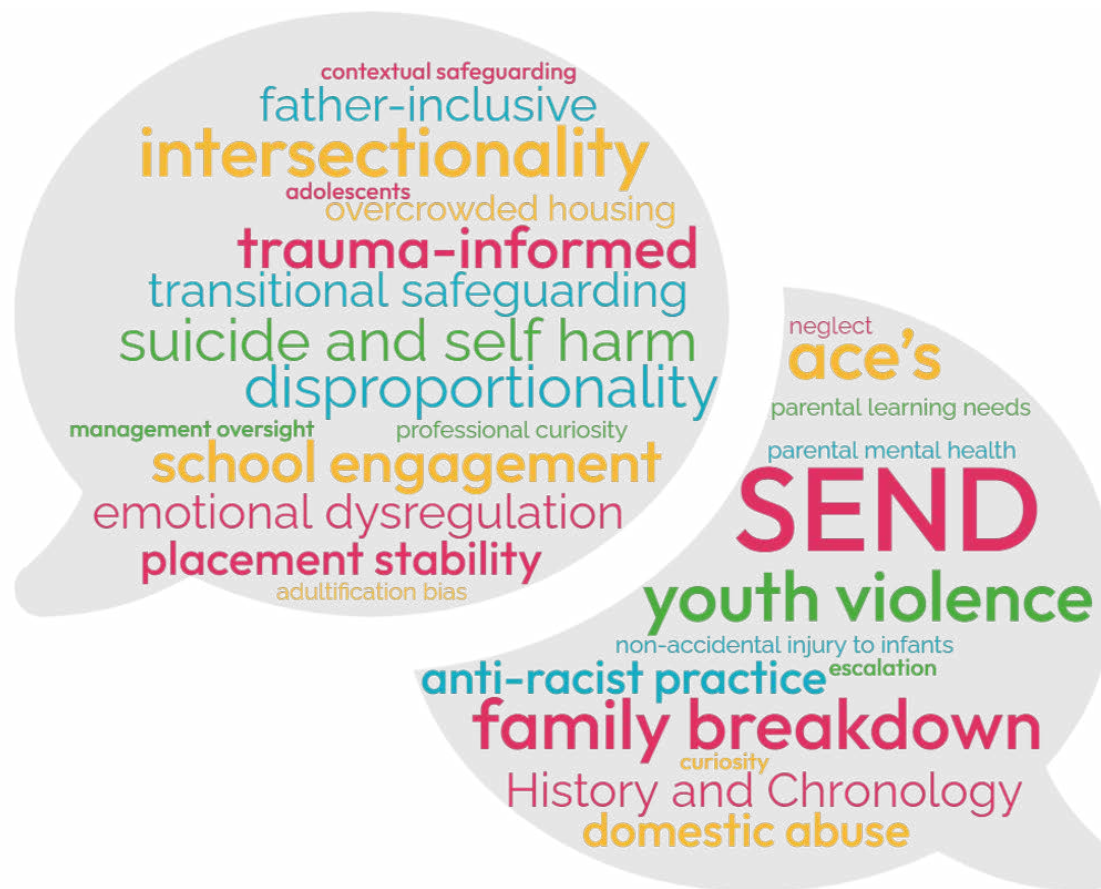 contextual safeguarding
father-inclusive
intersectionality
adolescents
overcrowded housing
trauma-informed
transitional safeguarding
suicide and self harm
disproportionality
management oversight
professional curiosity
school engagement
emotional dysregulation
placement stability
adultification bias
neglect
ace's
parental learning needs
parental mental health
SEND
youth violence
non-accidental injury to infants
escalation
anti-racist practice
family breakdown
curiosity
History and Chronology
domestic abuse